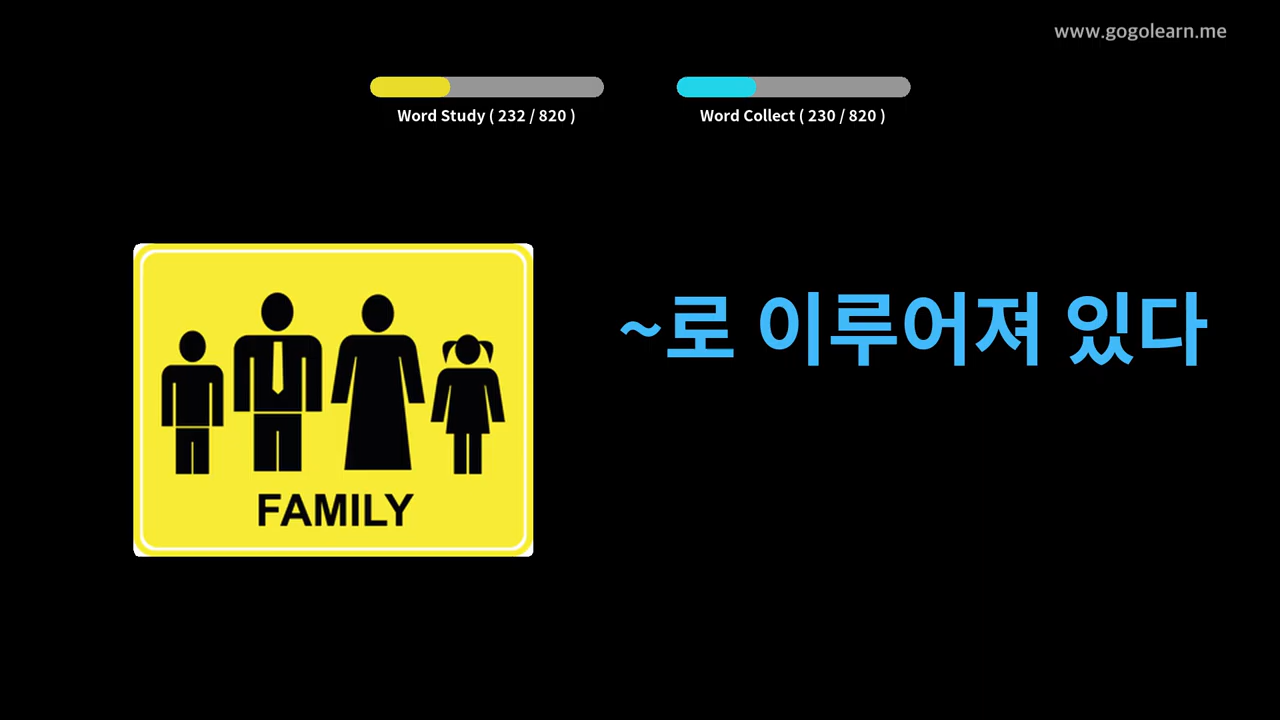 www.gogolearn.me
Word Study ( 232 / 820 )
Word Collect ( 230 / 820 )
~로 이루어져 있다
FAMILY